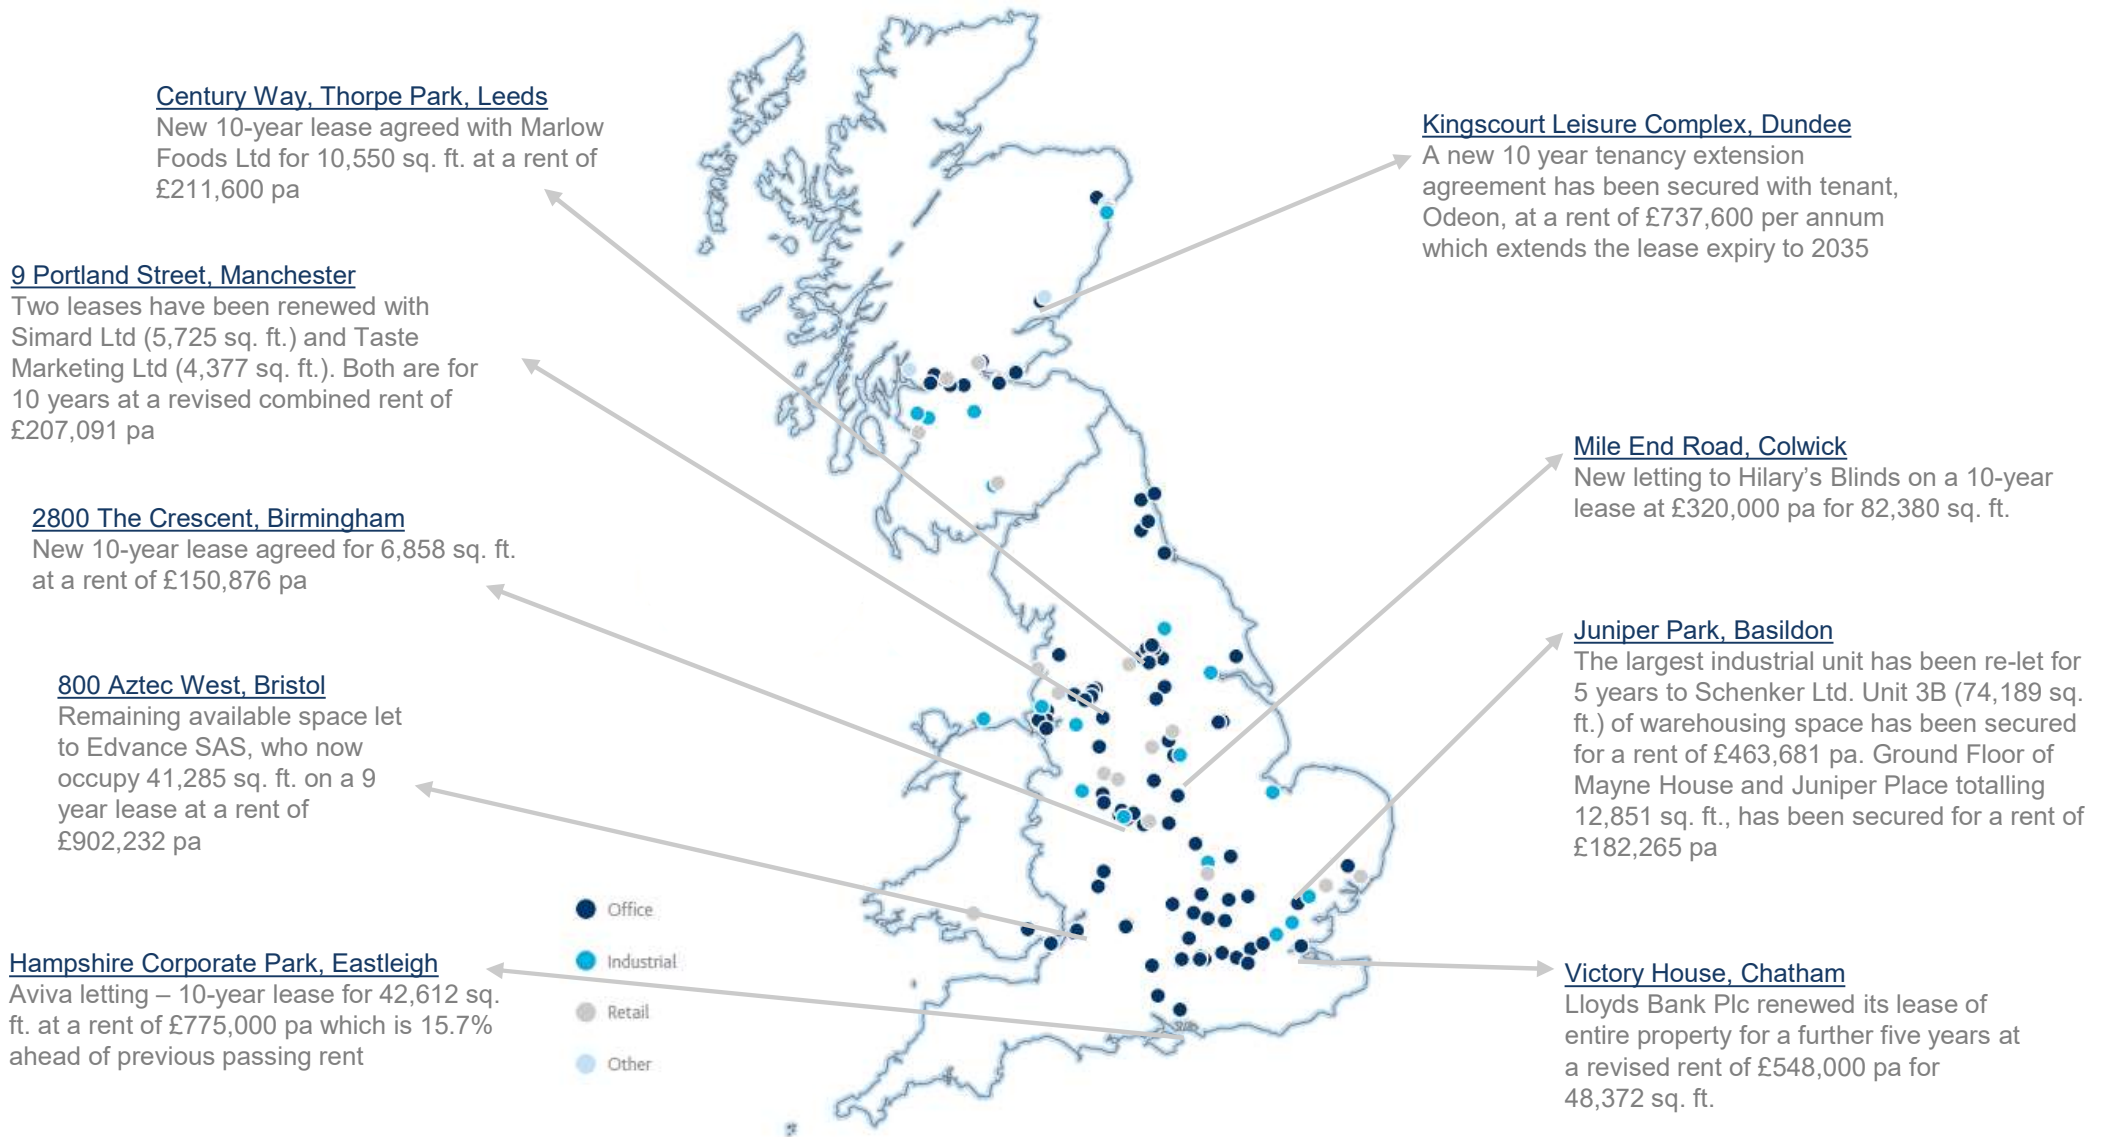 Century Way, Thorpe Park, Leeds
New 10-year lease agreed with Marlow
Foods Ltd for 10,550 sq. ft. at a rent of
£211,600 pa
9 Portland Street, Manchester
Two leases have been renewed with
Simard Ltd (5,725 sq. ft.) and Taste
Marketing Ltd (4,377 sq. ft.). Both are for
10 years at a revised combined rent of
£207,091 pa
2800 The Crescent, Birmingham
New 10-year lease agreed for 6,858 sq. ft.
at a rent of £150,876 pa
800 Aztec West, Bristol
Remaining available space let
to Edvance SAS, who now
occupy 41,285 sq. ft. on a 9
year lease at a rent of
£902,232 pa
Hampshire Corporate Park, Eastleigh
Aviva letting – 10-year lease for 42,612 sq.
ft. at a rent of £775,000 pa which is 15.7%
ahead of previous passing rent
Office
Industrial
Retail
Other
Kingscourt Leisure Complex, Dundee
A new 10 year tenancy extension
agreement has been secured with tenant,
Odeon, at a rent of £737,600 per annum
which extends the lease expiry to 2035
Mile End Road, Colwick
New letting to Hilary’s Blinds on a 10-year
lease at £320,000 pa for 82,380 sq. ft.
Juniper Park, Basildon
The largest industrial unit has been re-let for
5 years to Schenker Ltd. Unit 3B (74,189 sq.
ft.) of warehousing space has been secured
for a rent of £463,681 pa. Ground Floor of
Mayne House and Juniper Place totalling
12,851 sq. ft., has been secured for a rent of
£182,265 pa
Victory House, Chatham
Lloyds Bank Plc renewed its lease of
entire property for a further five years at
a revised rent of £548,000 pa for
48,372 sq. ft.